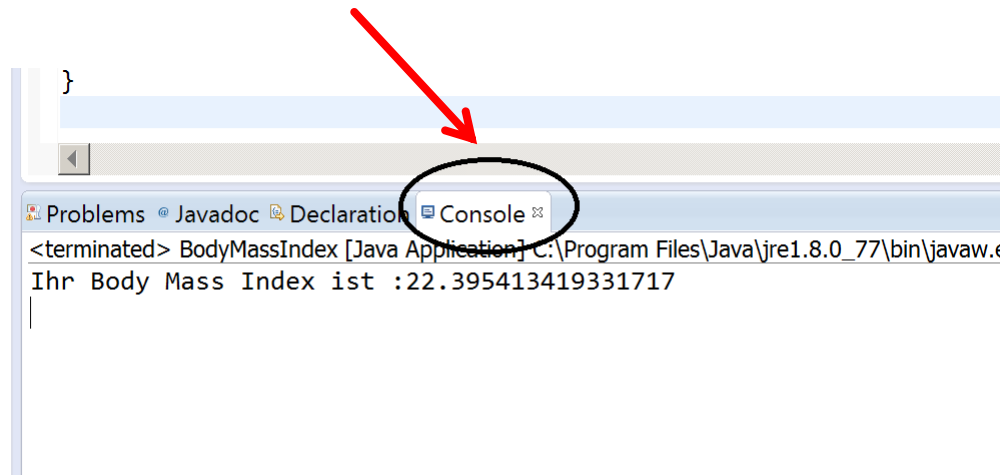 }
Problems @ Javadoc Declaration Console
<terminated> BodyMassIndex [Java Application] C:\Program Files\Java\jre1.8.0_77\bin\javaw.e
Ihr Body Mass Index ist :22.395413419331717